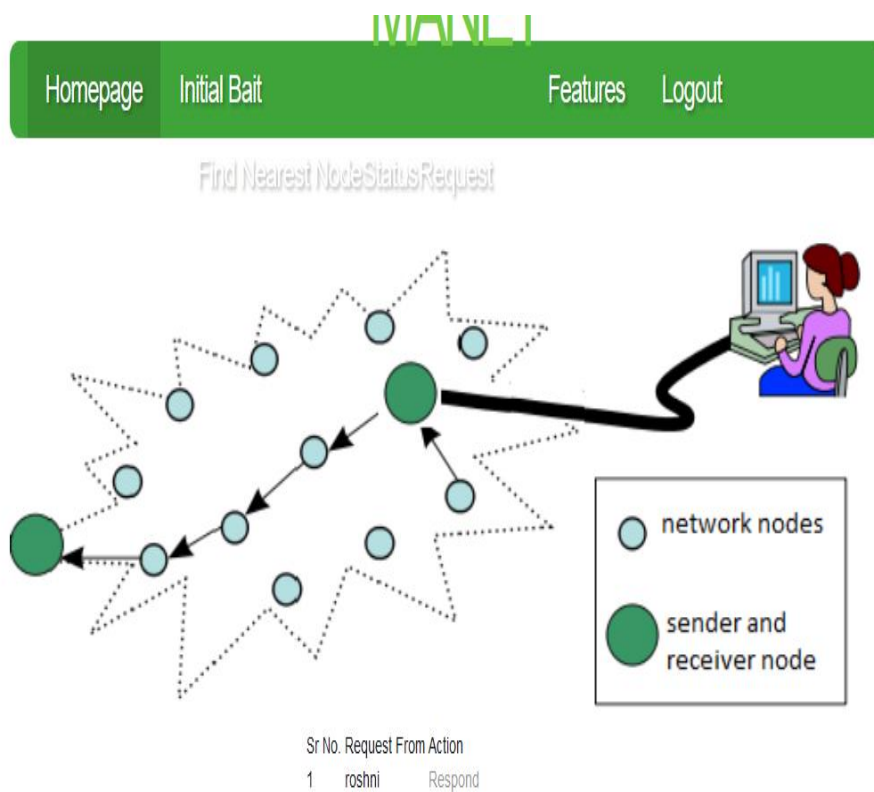 MANET
Homepage Initial Bait Features Logout
Find Nearest NodeStatusRequest
network nodes
sender and
receiver node
Sr No. Request From Action
1 roshni Respond